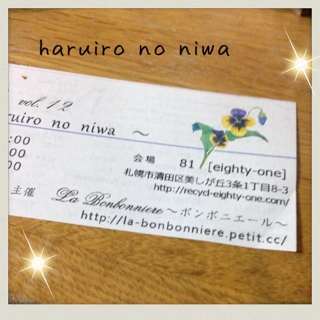 haruiro no niwa
vol. 12
ruiro no niwa ～
:00
:00
00
会場 81 [eighty-one]
札幌市清田区美しが丘3条1丁目8-3
http://recyd-eighty-one.com/
主催 La Bonbonniere～ボンボニエール～
http://la-bonbonniere.petit.cc/